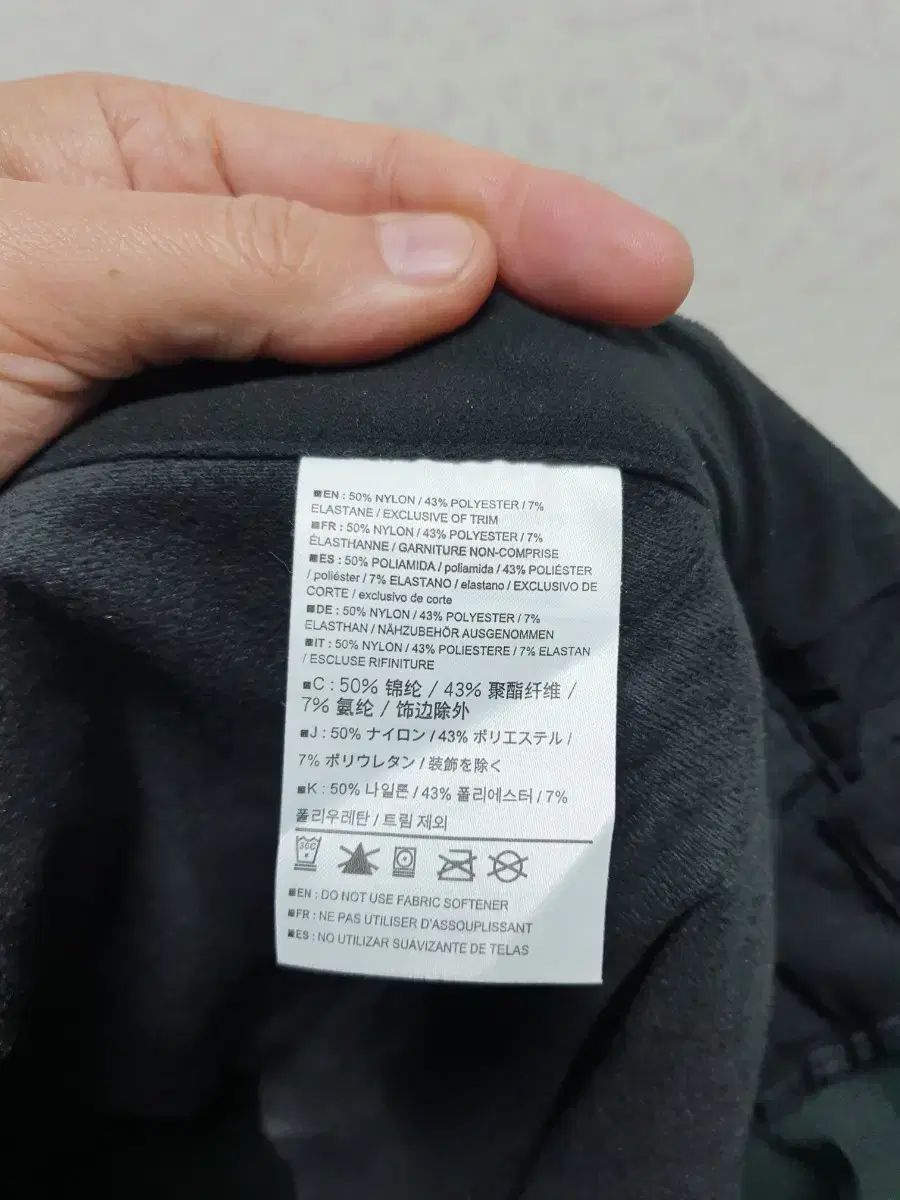 ■EN : 50% NYLON / 43% POLYESTER / 7%
ELASTANE / EXCLUSIVE OF TRIM
■FR : 50% NYLON / 43% POLYESTER / 7%
ÉLASTHANNE / GARNITURE NON-COMPRISE
■ES : 50% POLIAMIDA / poliamida / 43% POLIÉSTER
/ poliéster / 7% ELASTANO / elastano / EXCLUSIVO DE
CORTE / exclusivo de corte
■DE : 50% NYLON / 43% POLYESTER / 7%
ELASTHAN / NÄHZUBEHÖR AUSGENOMMEN
■IT : 50% NYLON / 43% POLIESTERE / 7% ELASTAN
/ ESCLUSE RIFINITURE
■C : 50% 锦纶 / 43% 聚酯纤维 /
7% 氨纶 / 饰边除外
■J : 50% ナイロン / 43% ポリエステル /
7% ポリウレタン / 装飾を除く
■K : 50% 나일론 / 43% 폴리에스터 / 7%
폴리우레탄 / 트림 제외
30C
■EN : DO NOT USE FABRIC SOFTENER
■FR : NE PAS UTILISER D'ASSOUPLISSANT
■ES : NO UTILIZAR SUAVIZANTE DE TELAS